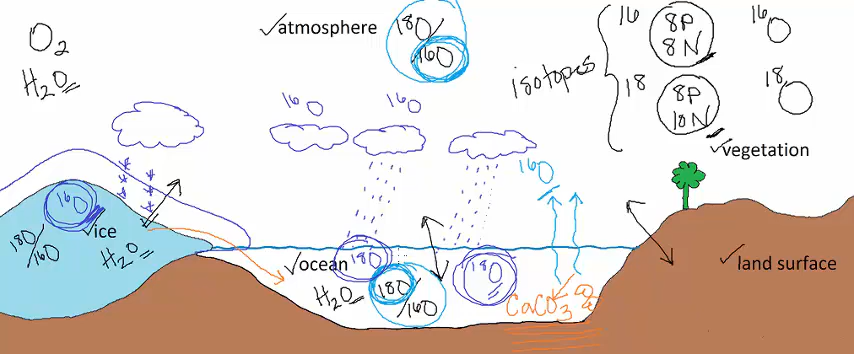 O₂
H₂O
✓atmosphere
¹⁸O/
¹⁶O
isotopes
16
8P
8N
¹⁶O
18
8P
10N
¹⁸O
✓vegetation
¹⁶O
¹⁶O
¹⁶O
¹⁶O
✓ice
¹⁸O/
¹⁶O
H₂O
✓ocean
¹⁸O
H₂O
¹⁸O/
¹⁶O
¹⁸O
CaCO₃
✓land surface